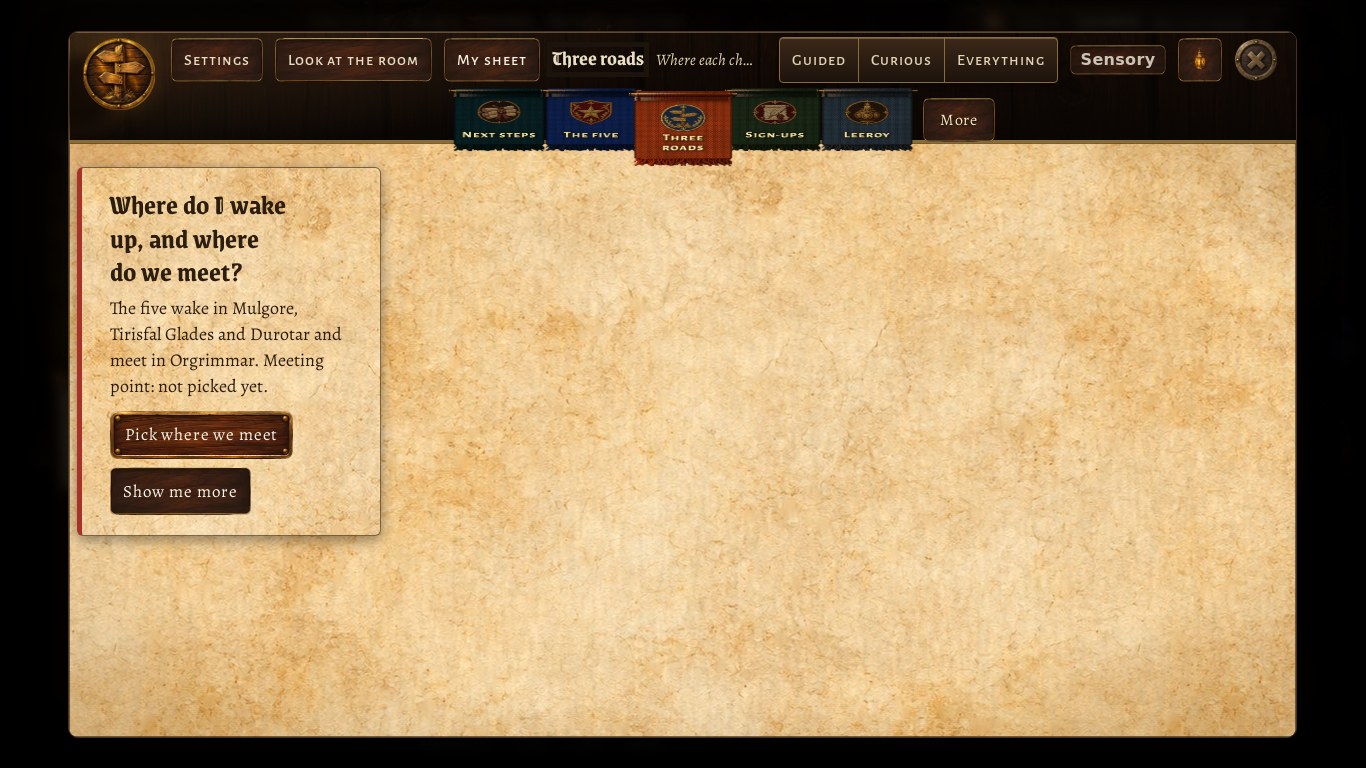 Settings
Look at the room
My sheet
Three roads
Where each ch...
Guided
Curious
Everything
Sensory
Next steps
The Five
Three
Roads
Sign-ups
Leeroy
More
Where do I wake
up, and where
do we meet?
The five wake in Mulgore,
Tirisfal Glades and Durotar and
meet in Orgrimmar. Meeting
point: not picked yet.
Pick where we meet
Show me more